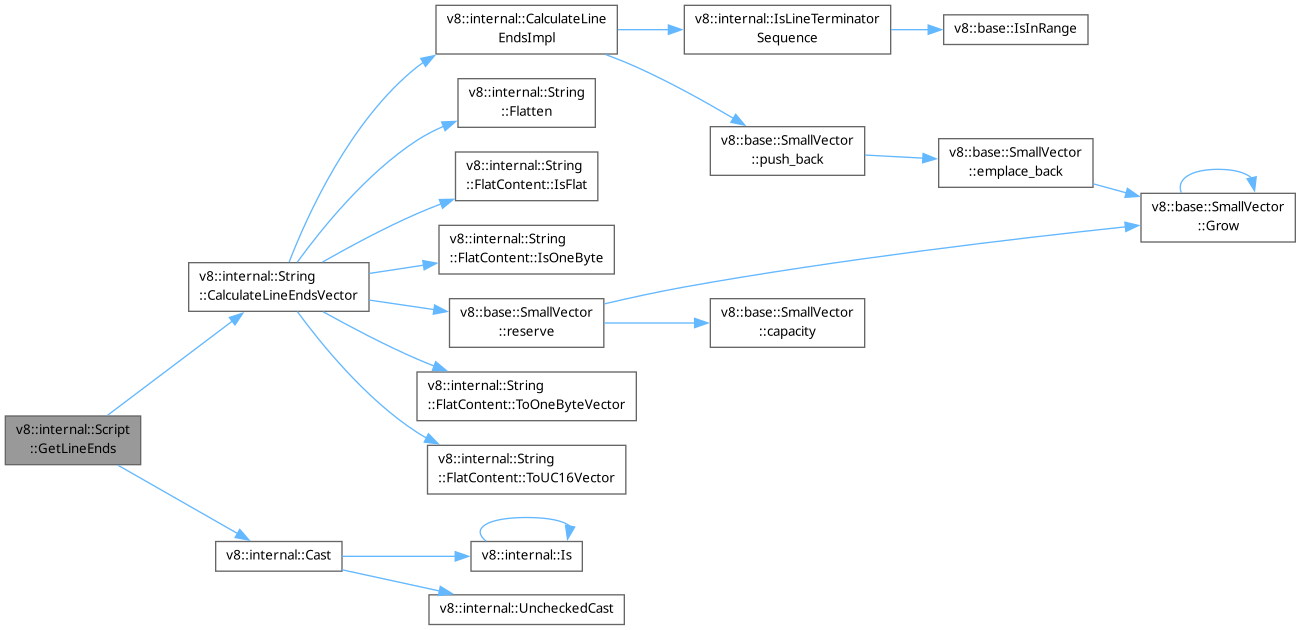 v8::internal::CalculateLine
EndsImpl
v8::internal::IsLineTerminator
Sequence
v8::base::IsInRange
v8::internal::String
::Flatten
v8::base::SmallVector
::push_back
v8::base::SmallVector
::emplace_back
v8::internal::String
::FlatContent::IsFlat
v8::base::SmallVector
::Grow
v8::internal::String
::FlatContent::IsOneByte
v8::internal::String
::CalculateLineEndsVector
v8::base::SmallVector
::reserve
v8::base::SmallVector
::capacity
v8::internal::String
::FlatContent::ToOneByteVector
v8::internal::Script
::GetLineEnds
v8::internal::String
::FlatContent::ToUC16Vector
v8::internal::Cast
v8::internal::Is
v8::internal::UncheckedCast